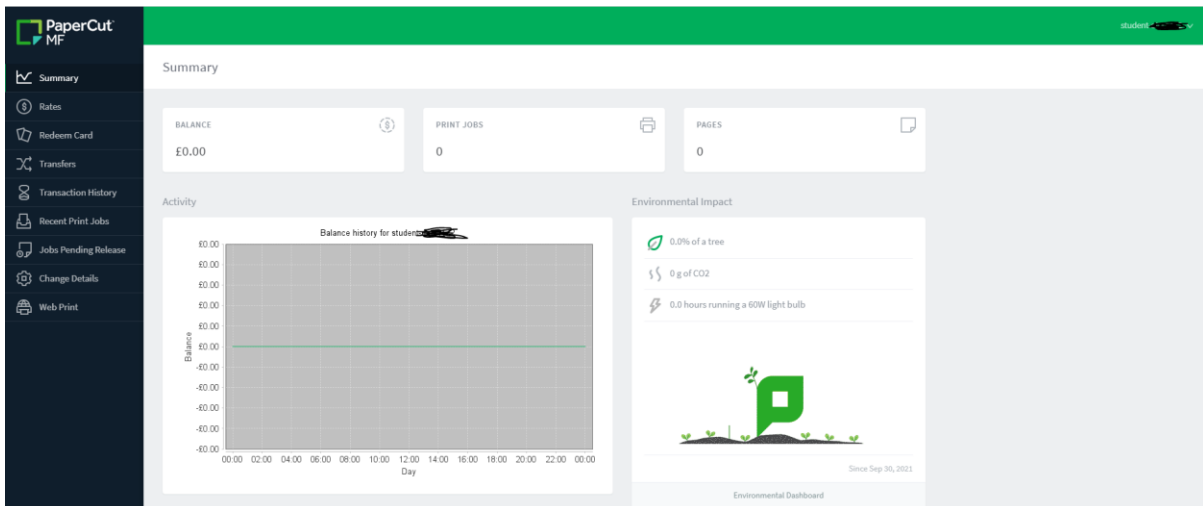 PaperCut
MF
student
Summary
Rates
Redeem Card
Transfers
Transaction History
Recent Print Jobs
Jobs Pending Release
Change Details
Web Print
Summary
BALANCE
£0.00
PRINT JOBS
0
PAGES
0
Activity
Balance history for student
£0.00
£0.00
£0.00
£0.00
£0.00
£0.00
-£0.00
-£0.00
-£0.00
-£0.00
-£0.00
Balance
00:00 02:00 04:00 06:00 08:00 10:00 12:00 14:00 16:00 18:00 20:00 22:00 00:00
Day
Environmental Impact
0.0% of a tree
0 g of CO2
0.0 hours running a 60W light bulb
Since Sep 30, 2021
Environmental Dashboard